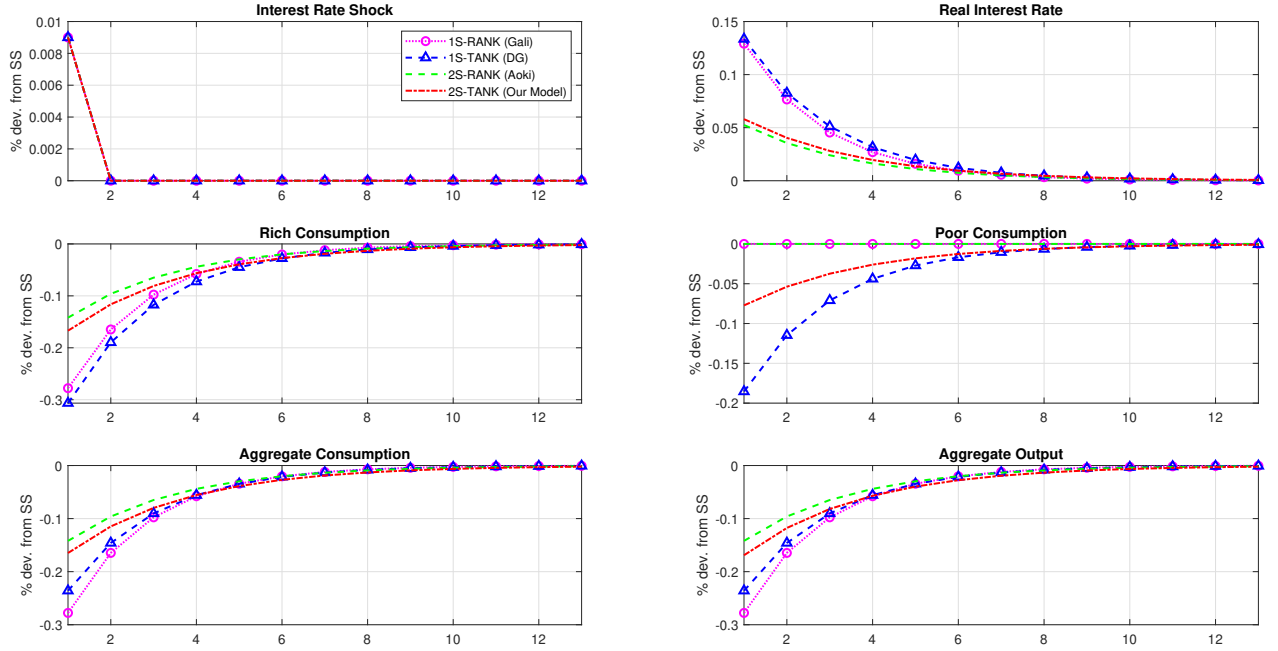 Interest Rate Shock
% dev. from SS
0.01
0.008
0.006
0.004
0.002
0
2 4 6 8 10 12
1S-RANK (Gali)
1S-TANK (DG)
2S-RANK (Aoki)
2S-TANK (Our Model)
Real Interest Rate
% dev. from SS
0.15
0.1
0.05
0
2 4 6 8 10 12
Rich Consumption
% dev. from SS
0
-0.1
-0.2
-0.3
2 4 6 8 10 12
Poor Consumption
% dev. from SS
0
-0.05
-0.1
-0.15
-0.2
2 4 6 8 10 12
Aggregate Consumption
% dev. from SS
0
-0.1
-0.2
-0.3
2 4 6 8 10 12
Aggregate Output
% dev. from SS
0
-0.1
-0.2
-0.3
2 4 6 8 10 12